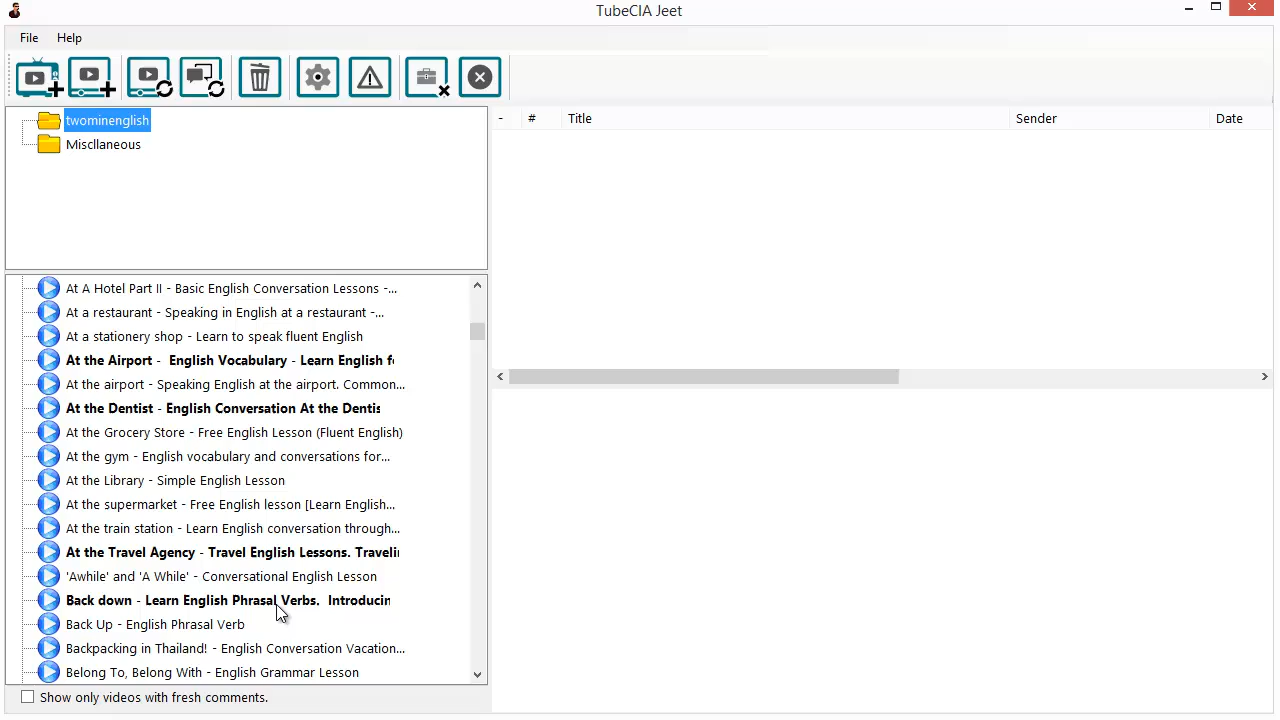 TubeCIA Jeet
File Help
twominenglish
Miscllaneous
- # Title Sender Date
At A Hotel Part II - Basic English Conversation Lessons -...
At a restaurant - Speaking in English at a restaurant -...
At a stationery shop - Learn to speak fluent English
At the Airport -  English Vocabulary - Learn English f
At the airport - Speaking English at the airport. Common...
At the Dentist - English Conversation At the Dentis
At the Grocery Store - Free English Lesson (Fluent English)
At the gym - English vocabulary and conversations for...
At the Library - Simple English Lesson
At the supermarket - Free English lesson [Learn English...
At the train station - Learn English conversation through...
At the Travel Agency - Travel English Lessons. Travelin
'Awhile' and 'A While' - Conversational English Lesson
Back down - Learn English Phrasal Verbs.  Introducin
Back Up - English Phrasal Verb
Backpacking in Thailand! - English Conversation Vacation...
Belong To, Belong With - English Grammar Lesson
Show only videos with fresh comments.